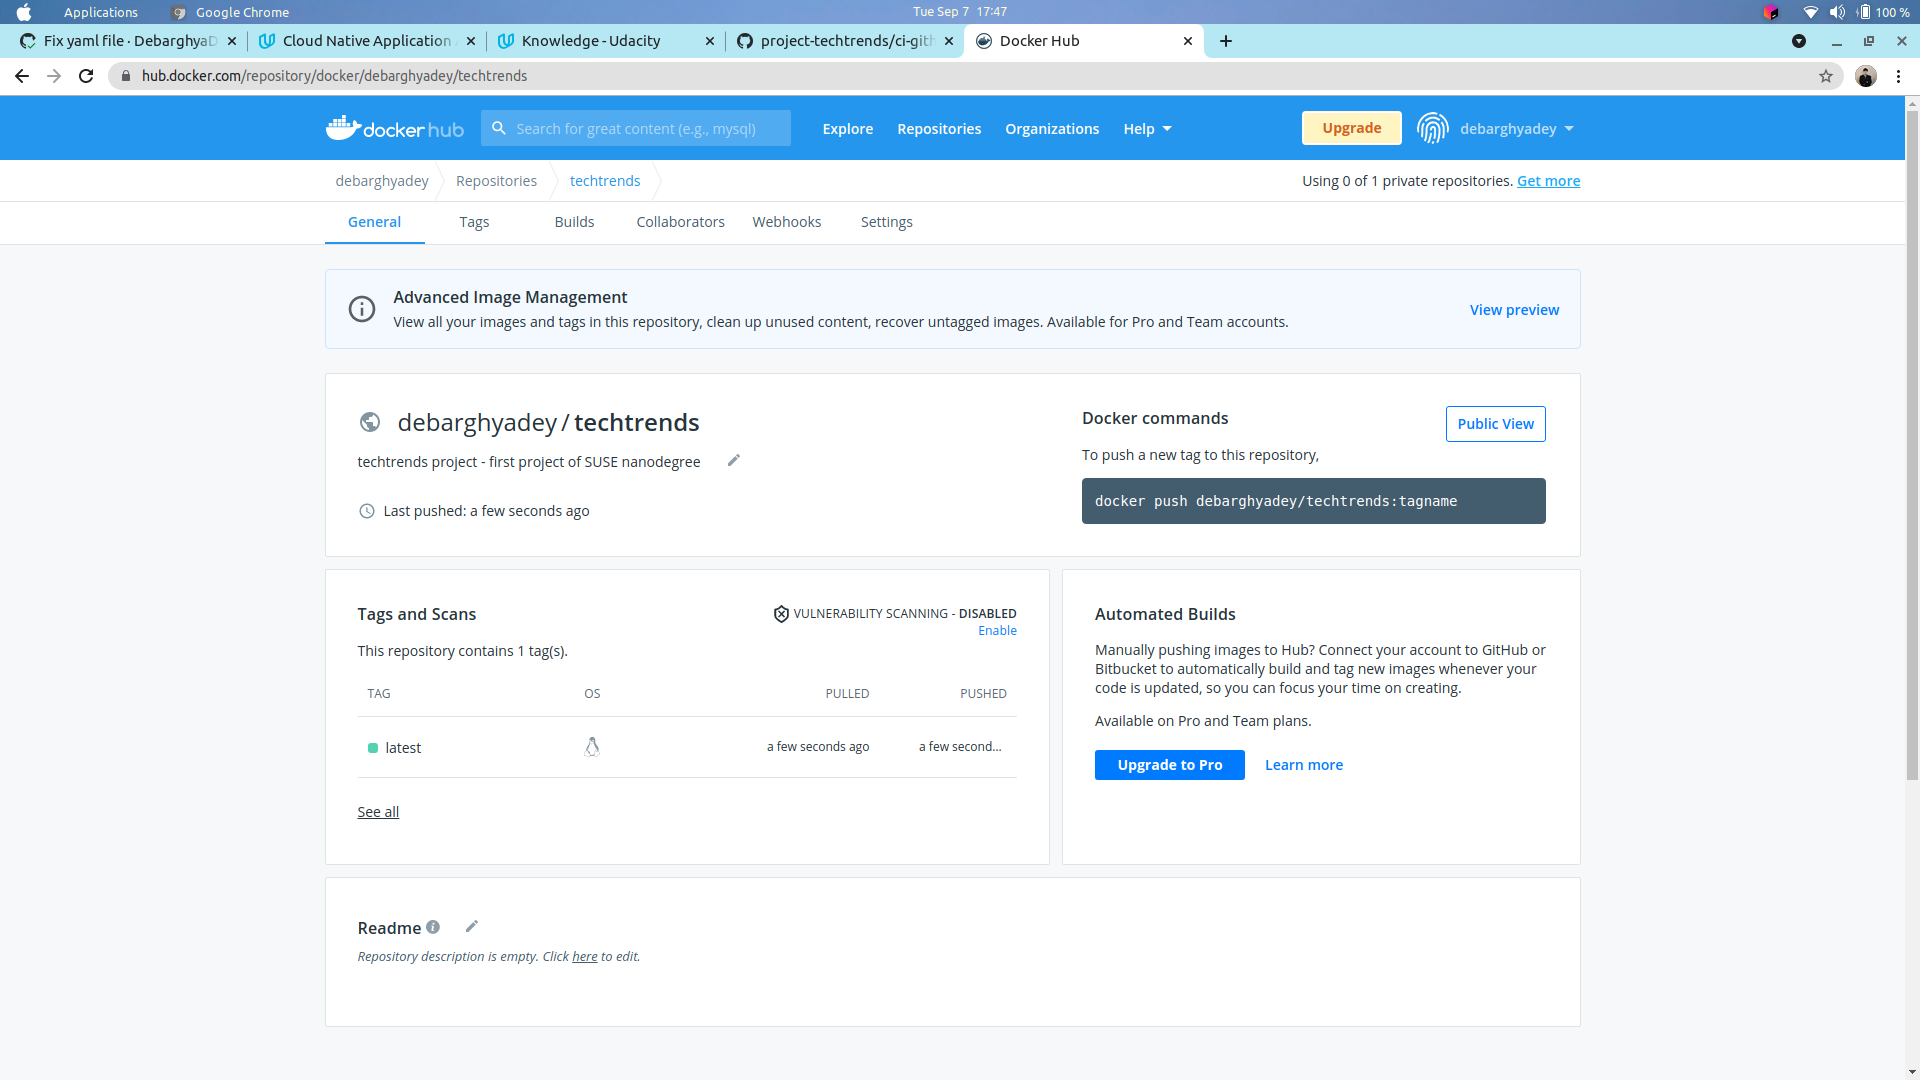 Applications Google Chrome Tue Sep 7 17:47 100 %
Fix yaml file · DebarghyaD Cloud Native Application Knowledge - Udacity project-techtrends/ci-gith Docker Hub
hub.docker.com/repository/docker/debarghyadey/techtrends
docker hub Search for great content (e.g., mysql) Explore Repositories Organizations Help Upgrade debarghyadey
debarghyadey Repositories techtrends Using 0 of 1 private repositories. Get more
General Tags Builds Collaborators Webhooks Settings
Advanced Image Management
View all your images and tags in this repository, clean up unused content, recover untagged images. Available for Pro and Team accounts.
View preview
debarghyadey / techtrends
techtrends project - first project of SUSE nanodegree
Last pushed: a few seconds ago
Docker commands
Public View
To push a new tag to this repository,
docker push debarghyadey/techtrends:tagname
Tags and Scans
VULNERABILITY SCANNING - DISABLED
Enable
This repository contains 1 tag(s).
TAG OS PULLED PUSHED
latest a few seconds ago a few second...
See all
Automated Builds
Manually pushing images to Hub? Connect your account to GitHub or
Bitbucket to automatically build and tag new images whenever your
code is updated, so you can focus your time on creating.
Available on Pro and Team plans.
Upgrade to Pro Learn more
Readme
Repository description is empty. Click here to edit.